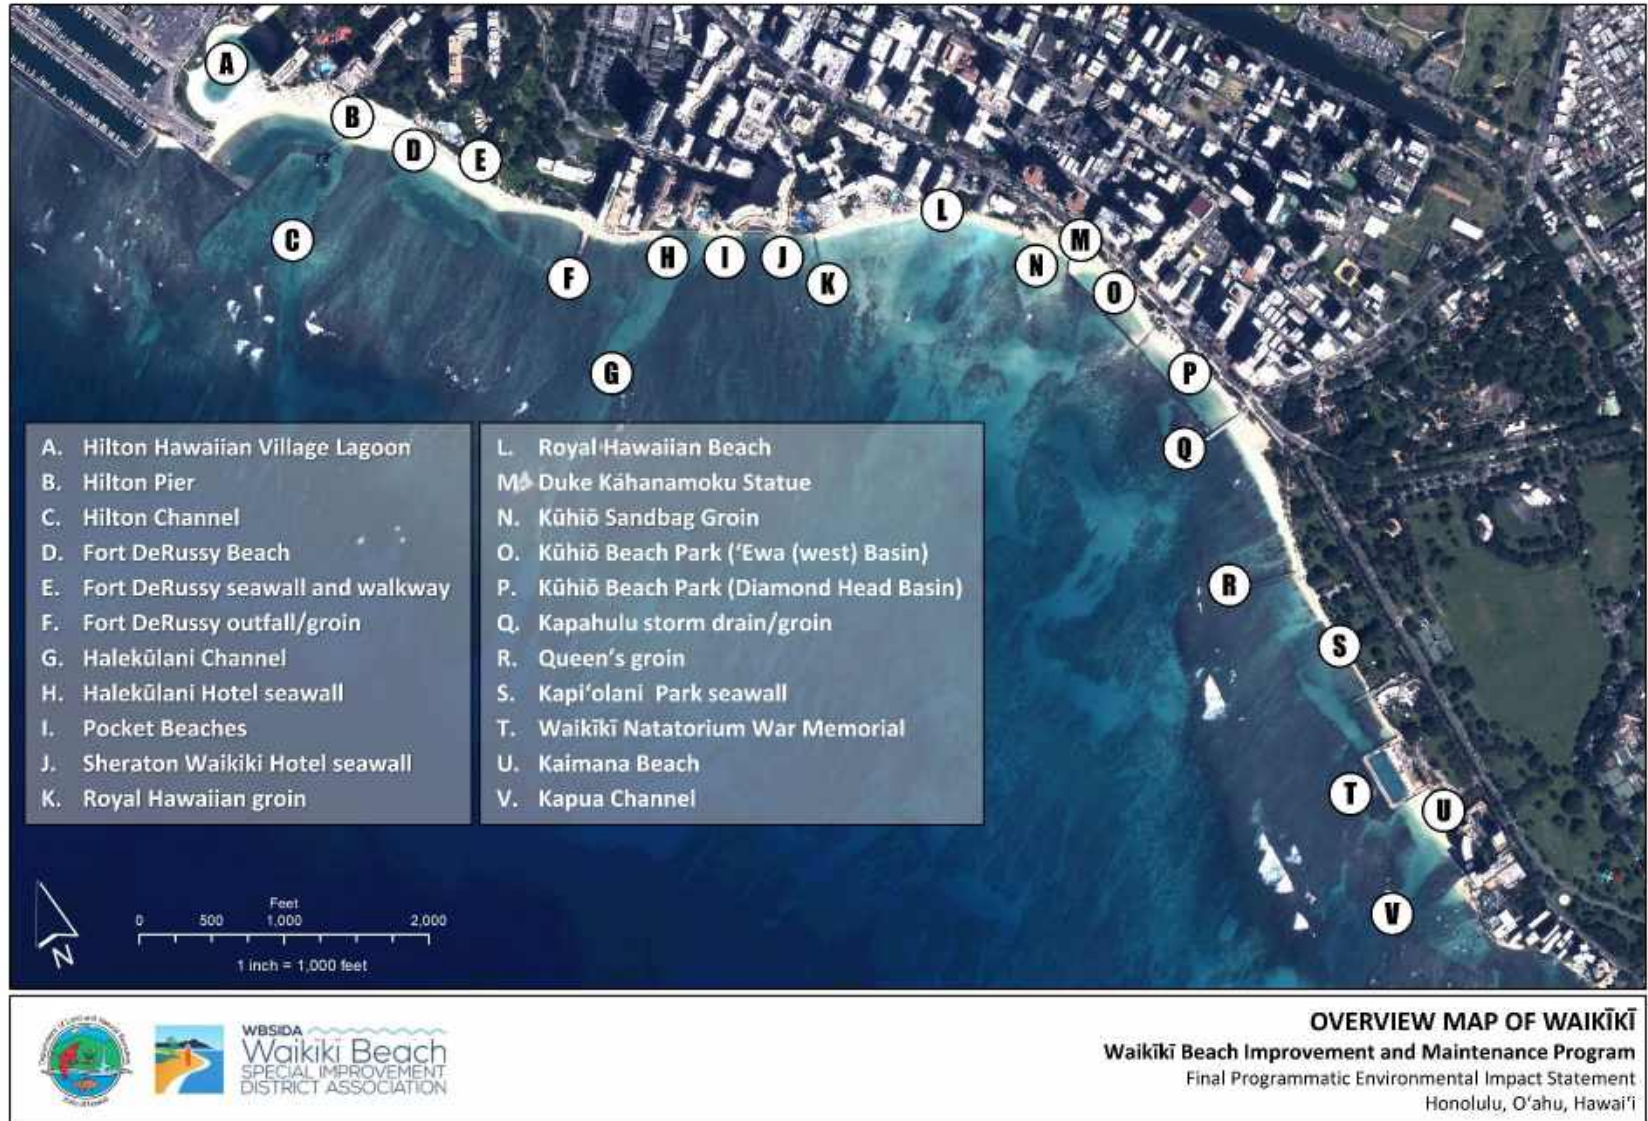 A
B
D
E
C
F
H
I
J
K
L
N
M
O
G
P
Q
R
S
T
U
V
A. Hilton Hawaiian Village Lagoon
B. Hilton Pier
C. Hilton Channel
D. Fort DeRussy Beach
E. Fort DeRussy seawall and walkway
F. Fort DeRussy outfall/groin
G. Halekūlani Channel
H. Halekūlani Hotel seawall
I. Pocket Beaches
J. Sheraton Waikiki Hotel seawall
K. Royal Hawaiian groin
L. Royal Hawaiian Beach
M. Duke Kāhanamoku Statue
N. Kūhiō Sandbag Groin
O. Kūhiō Beach Park (‘Ewa (west) Basin)
P. Kūhiō Beach Park (Diamond Head Basin)
Q. Kapahulu storm drain/groin
R. Queen’s groin
S. Kapi‘olani Park seawall
T. Waikīkī Natatorium War Memorial
U. Kaimana Beach
V. Kapua Channel
N
Feet
0 500 1,000 2,000
1 inch = 1,000 feet
WBSIDA
Waikiki Beach
SPECIAL IMPROVEMENT
DISTRICT ASSOCIATION
OVERVIEW MAP OF WAIKĪKĪ
Waikīkī Beach Improvement and Maintenance Program
Final Programmatic Environmental Impact Statement
Honolulu, O‘ahu, Hawai‘i